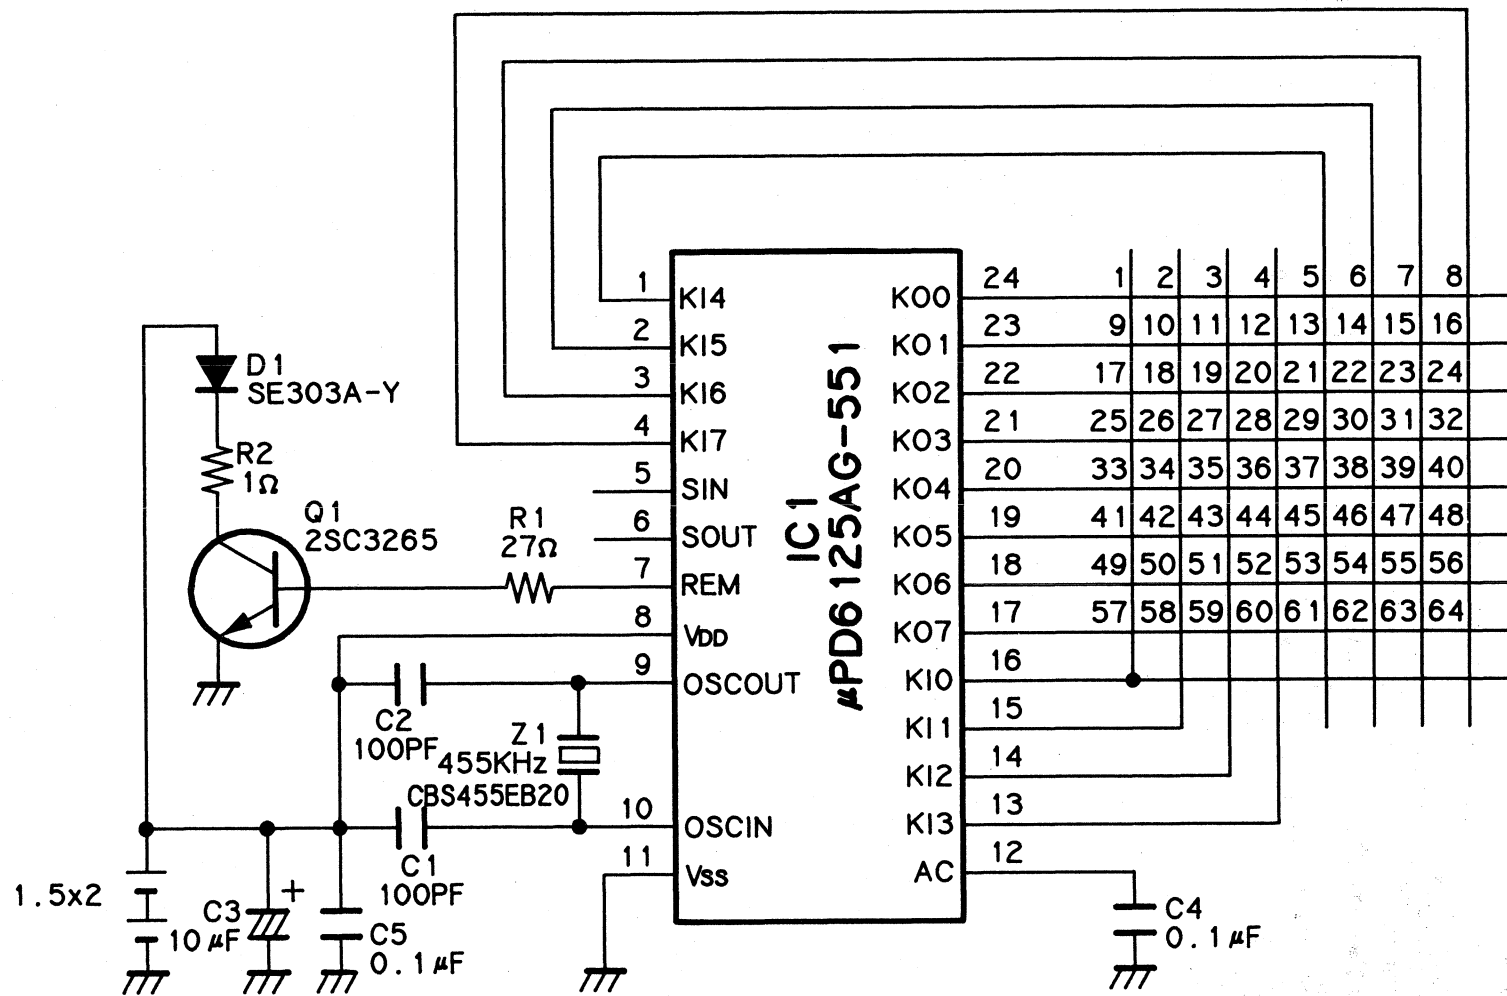 1 KI4
2 KI5
3 KI6
4 KI7
5 SIN
6 SOUT
7 REM
8 VDD
9 OSCOUT
10 OSCIN
11 VSS
IC1
μPD6125AG-551
KO0 24
KO1 23
KO2 22
KO3 21
KO4 20
KO5 19
KO6 18
KO7 17
KI0 16
KI1 15
KI2 14
KI3 13
AC 12
1 2 3 4 5 6 7 8
9 10 11 12 13 14 15 16
17 18 19 20 21 22 23 24
25 26 27 28 29 30 31 32
33 34 35 36 37 38 39 40
41 42 43 44 45 46 47 48
49 50 51 52 53 54 55 56
57 58 59 60 61 62 63 64
D1
SE303A-Y
R2
1Ω
Q1
2SC3265
R1
27Ω
C2
100PF
Z1
455KHz
CBS455EB20
C1
100PF
1.5x2
C3
+
10μF
C5
0.1μF
C4
0.1μF